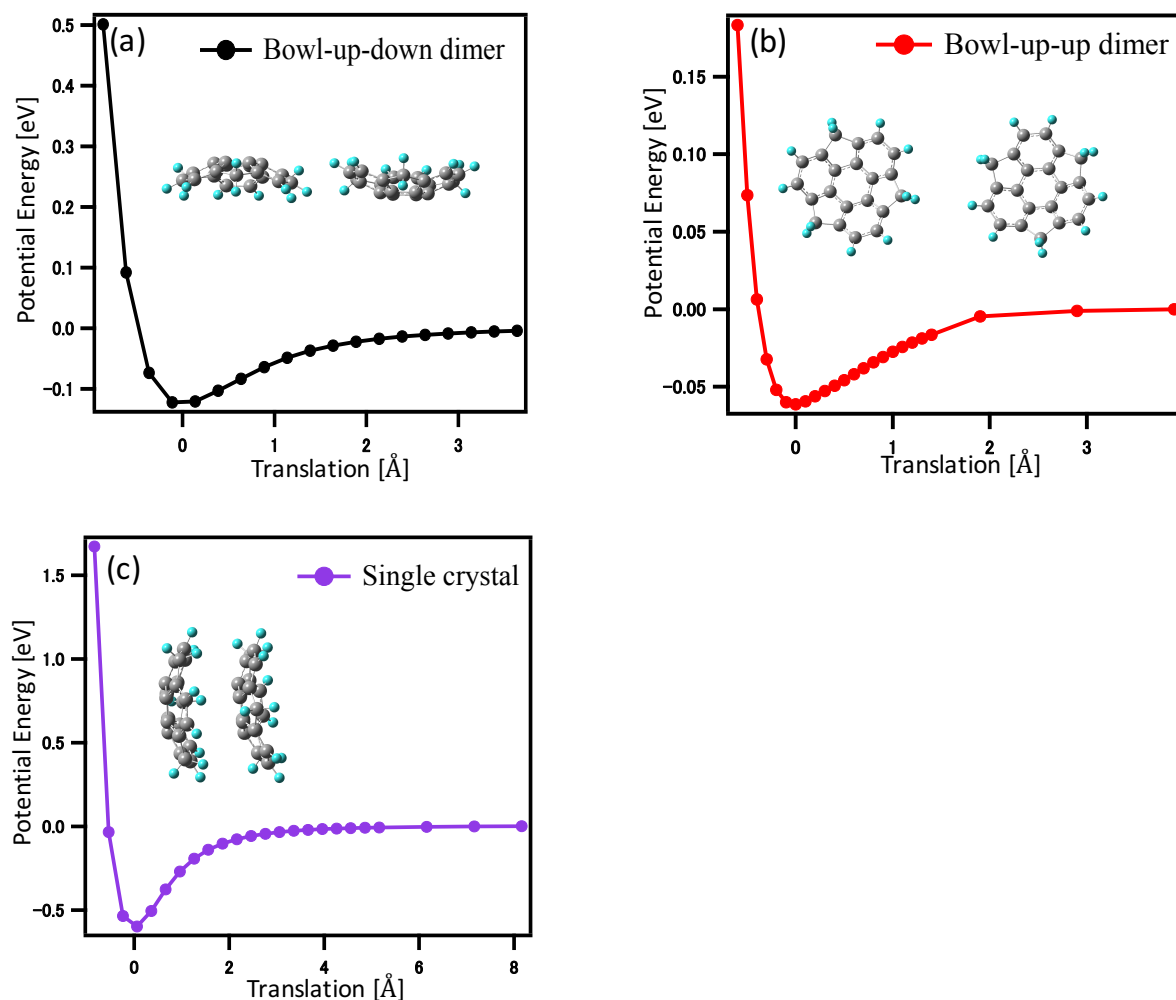 (a)
Bowl-up-down dimer
Potential Energy [eV]
0.5
0.4
0.3
0.2
0.1
0.0
−0.1
0
1
2
3
Translation [Å]
(b)
Bowl-up-up dimer
Potential Energy [eV]
0.15
0.10
0.05
0.00
−0.05
0
1
2
3
Translation [Å]
(c)
Single crystal
Potential Energy [eV]
1.5
1.0
0.5
0.0
−0.5
0
2
4
6
8
Translation [Å]